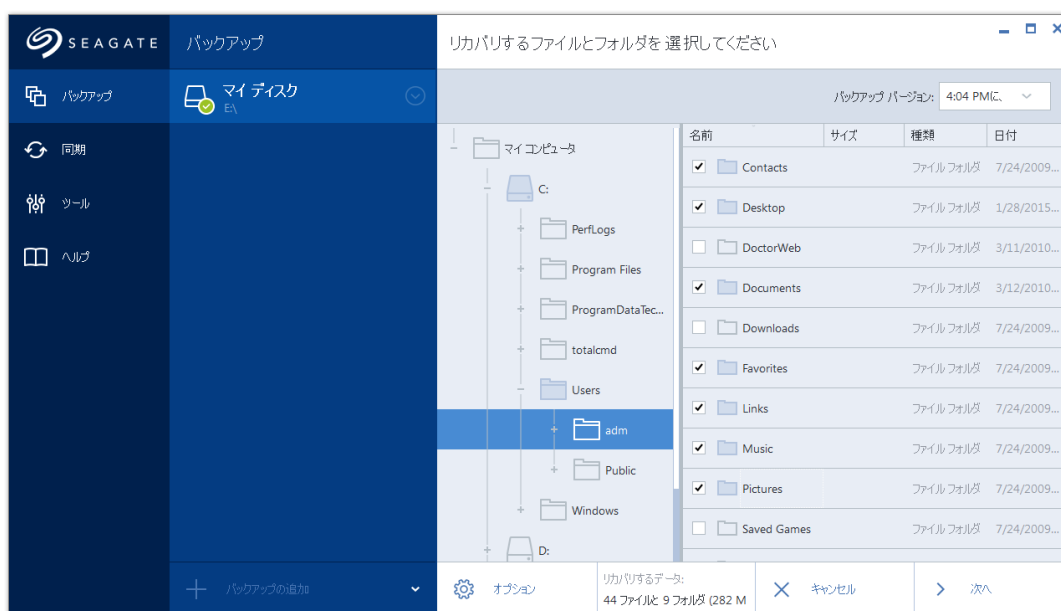 SEAGATE
バックアップ
リカバリするファイルとフォルダを選択してください
バックアップ
マイ ディスク
E:\
バックアップ バージョン:
4:04 PMに、
同期
ツール
ヘルプ
マイ コンピュータ
C:
PerfLogs
Program Files
ProgramDataTec...
totalcmd
Users
adm
Public
Windows
D:
名前 サイズ 種類 日付
Contacts ファイル フォルダ 7/24/2009...
Desktop ファイル フォルダ 1/28/2015...
DoctorWeb ファイル フォルダ 3/11/2010...
Documents ファイル フォルダ 3/12/2010...
Downloads ファイル フォルダ 7/24/2009...
Favorites ファイル フォルダ 7/24/2009...
Links ファイル フォルダ 7/24/2009...
Music ファイル フォルダ 7/24/2009...
Pictures ファイル フォルダ 7/24/2009...
Saved Games ファイル フォルダ 7/24/2009...
バックアップの追加
オプション
リカバリするデータ:
44 ファイルと 9 フォルダ (282 M
キャンセル
次へ